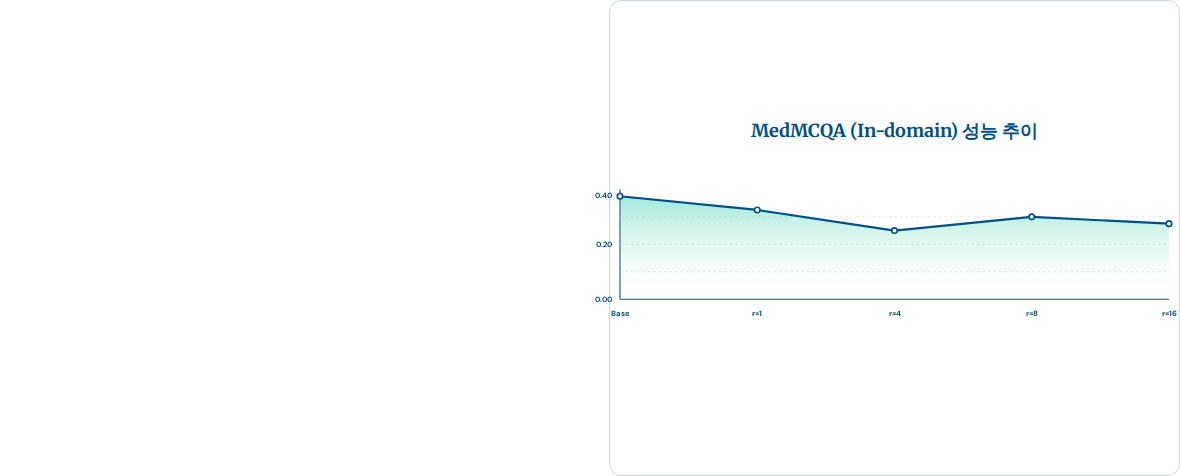 MedMCQA (In-domain) 성능 추이
0.40
0.20
0.00
Base r=1 r=4 r=8 r=16